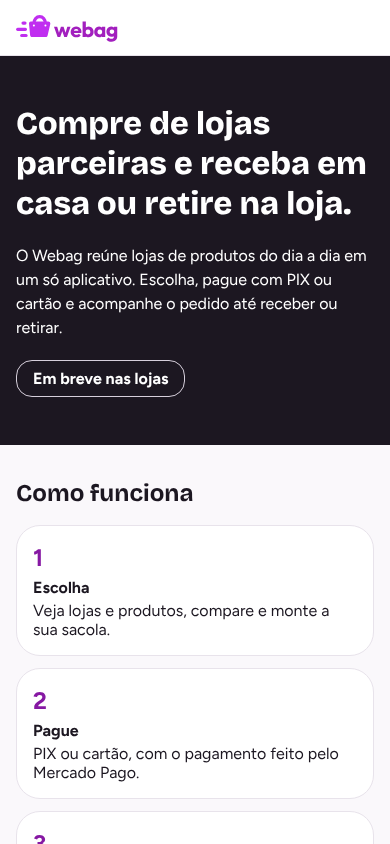 webag
Compre de lojas
parceiras e receba em
casa ou retire na loja.
O Webag reúne lojas de produtos do dia a dia em
um só aplicativo. Escolha, pague com PIX ou
cartão e acompanhe o pedido até receber ou
retirar.
Em breve nas lojas
Como funciona
1
Escolha
Veja lojas e produtos, compare e monte a
sua sacola.
2
Pague
PIX ou cartão, com o pagamento feito pelo
Mercado Pago.
3